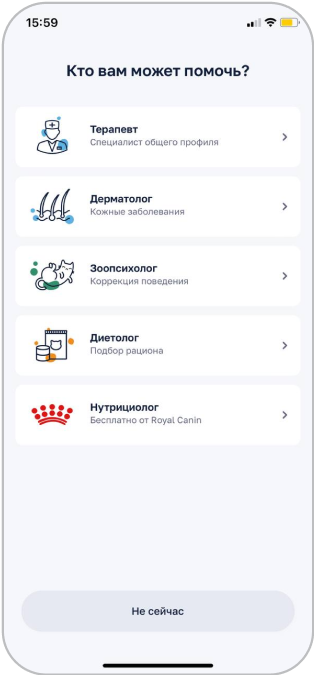 15:59
Кто вам может помочь?
Терапевт
Специалист общего профиля
Дерматолог
Кожные заболевания
Зоопсихолог
Коррекция поведения
Диетолог
Подбор рациона
Нутрициолог
Бесплатно от Royal Canin
Не сейчас